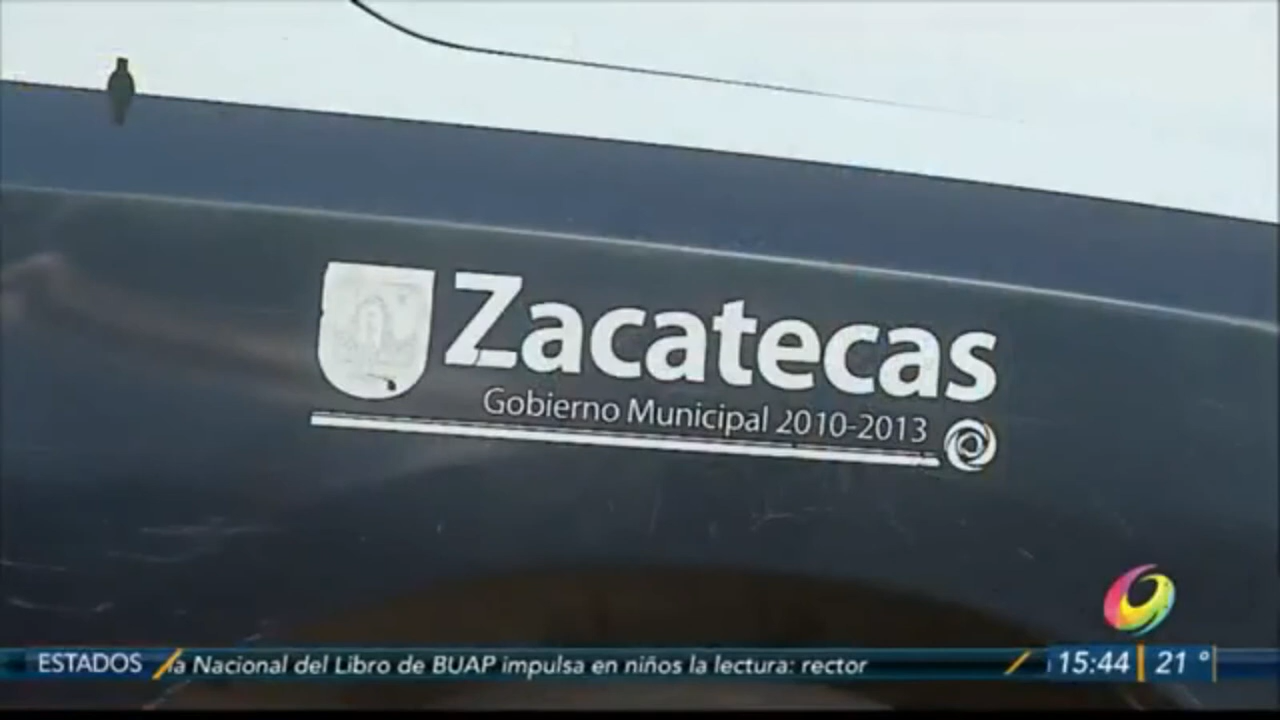 Zacatecas
Gobierno Municipal 2010-2013
ESTADOS
Nacional del Libro de BUAP impulsa en niños la lectura: rector
15:44
21 °